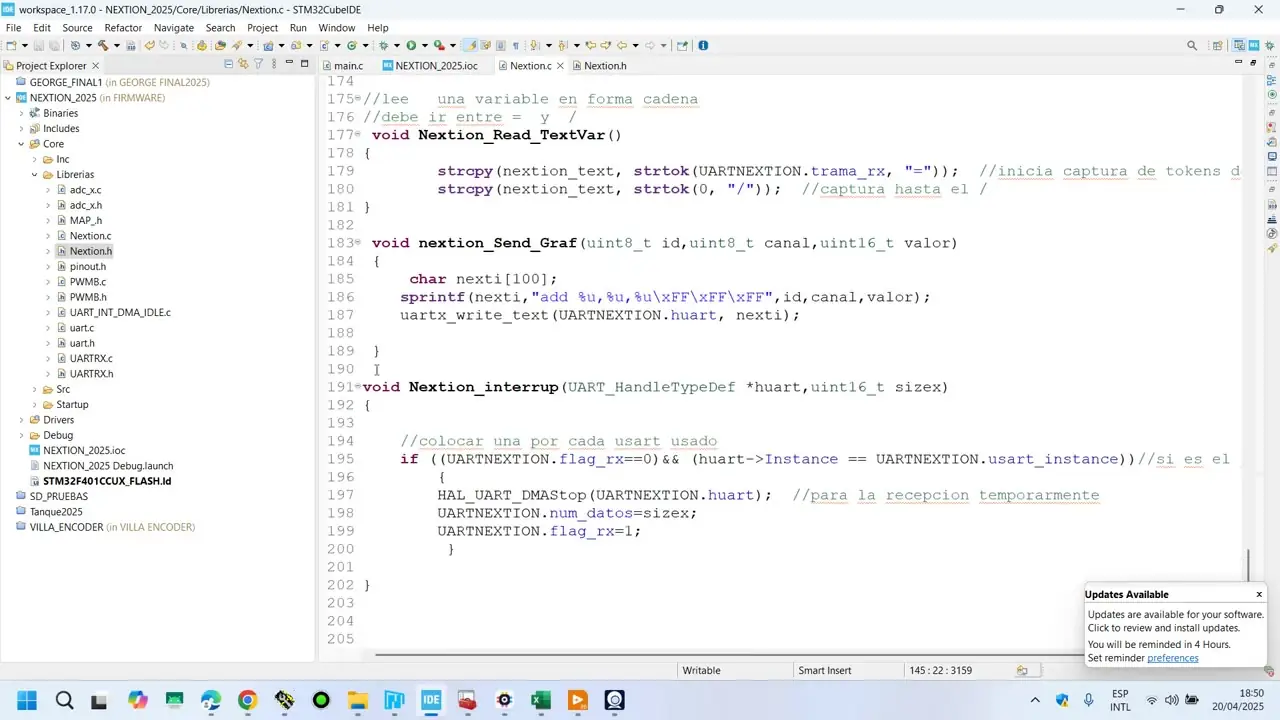 workspace_1.17.0 - NEXTION_2025/Core/Librerias/Nextion.c - STM32CubeIDE
File Edit Source Refactor Navigate Search Project Run Window Help
Project Explorer
main.c
NEXTION_2025.ioc
Nextion.c
Nextion.h
GEORGE_FINAL1 (in GEORGE FINAL2025)
NEXTION_2025 (in FIRMWARE)
Binaries
Includes
Core
Inc
Librerias
adc_x.c
adc_x.h
MAP_.h
Nextion.c
Nextion.h
pinout.h
PWMB.c
PWMB.h
UART_INT_DMA_IDLE.c
uart.c
uart.h
UARTRX.c
UARTRX.h
Src
Startup
Drivers
Debug
NEXTION_2025.ioc
NEXTION_2025 Debug.launch
STM32F401CCUX_FLASH.ld
SD_PRUEBAS
Tanque2025
VILLA_ENCODER (in VILLA ENCODER)
174
175 //lee una variable en forma cadena
176 //debe ir entre = y /
177 void Nextion_Read_TextVar()
178 {
179 strcpy(nextion_text, strtok(UARTNEXTION.trama_rx, "=")); //inicia captura de tokens d
180 strcpy(nextion_text, strtok(0, "/")); //captura hasta el /
181 }
182
183 void nextion_Send_Graf(uint8_t id,uint8_t canal,uint16_t valor)
184 {
185 char nexti[100];
186 sprintf(nexti,"add %u,%u,%u\xFF\xFF\xFF",id,canal,valor);
187 uartx_write_text(UARTNEXTION.huart, nexti);
188
189 }
190
191 void Nextion_interrup(UART_HandleTypeDef *huart,uint16_t sizex)
192 {
193
194 //colocar una por cada usart usado
195 if ((UARTNEXTION.flag_rx==0)&& (huart->Instance == UARTNEXTION.usart_instance))//si es el
196 {
197 HAL_UART_DMAStop(UARTNEXTION.huart); //para la recepcion temporarmente
198 UARTNEXTION.num_datos=sizex;
199 UARTNEXTION.flag_rx=1;
200 }
201
202 }
203
204
205
Updates Available
Updates are available for your software.
Click to review and install updates.
You will be reminded in 4 Hours.
Set reminder preferences
Writable
Smart Insert
145 : 22 : 3159
IDE
ESP
INTL
18:50
20/04/2025